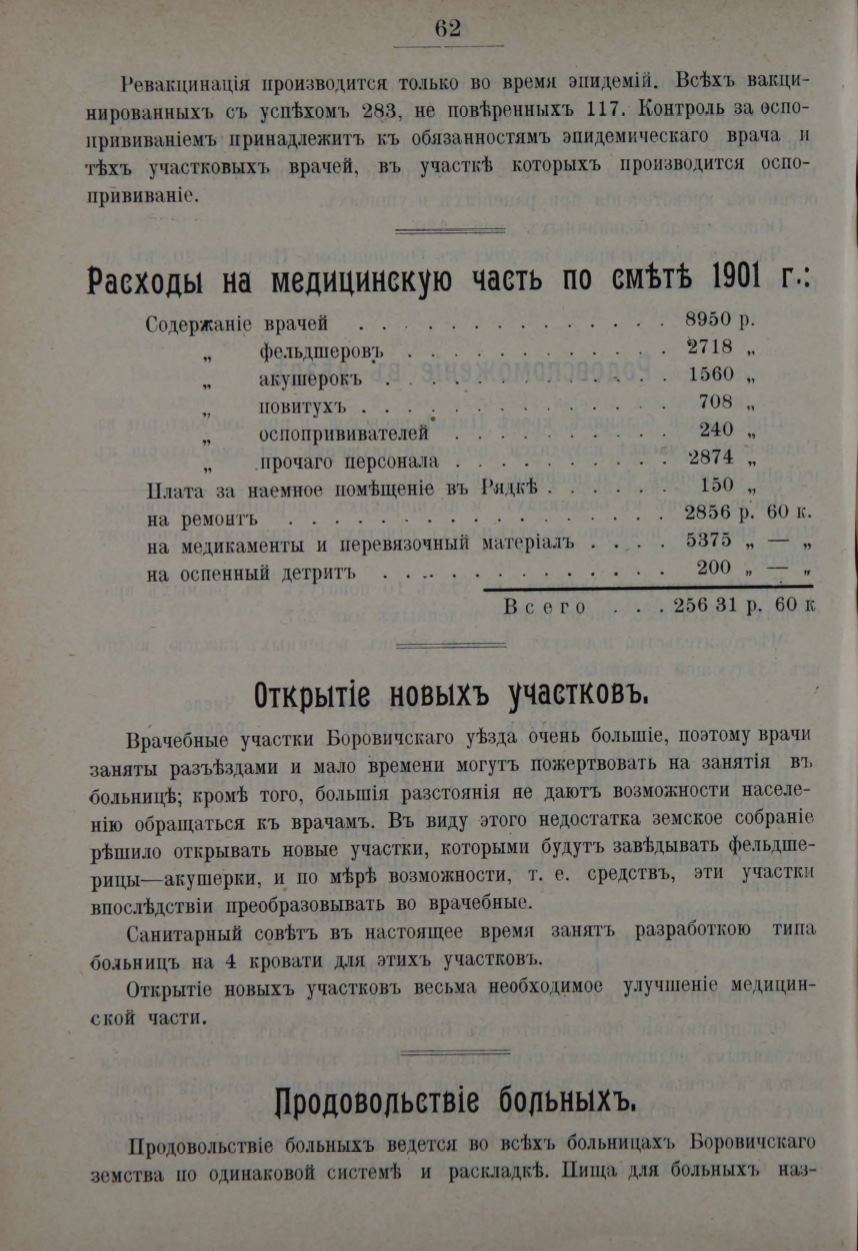 62
Ревакцинація производится только во время эпидемій. Всѣхъ вакци-
нированныхъ съ успѣхомъ 283, не повѣренныхъ 117. Контроль за оспо-
прививаніемъ принадлежитъ къ обязанностямъ эпидемическаго врача и
тѣхъ участковыхъ врачей, въ участкѣ которыхъ производится оспо-
прививаніе.
Расходы на медицинскую часть по смѣтѣ 1901 г.:
Содержаніе врачей . . . . . . . . . . . . . . 8950 р.
„ фельдшеровъ . . . . . . . . . . . . 2718 „
„ акушерокъ . . . . . . . . . . . . . 1560 „
„ повитухъ . . . . . . . . . . . . . . 708 „
„ оспопрививателей . . . . . . . . . . 240 „
„ прочаго персонала . . . . . . . . . . 2874 „
Плата за наемное помѣщеніе въ Рядкѣ . . . . . . 150 „
на ремонтъ . . . . . . . . . . . . . . . . . 2856 р. 60 к.
на медикаменты и перевязочный матеріалъ . . . . 5375 „ — „
на оспенный детритъ . . . . . . . . . . . . . 200 „ — „
Всего . . . 256 31 р. 60 к
Открытіе новыхъ участковъ.
Врачебные участки Боровичскаго уѣзда очень большіе, поэтому врачи
заняты разъѣздами и мало времени могутъ пожертвовать на занятія въ
больницѣ; кромѣ того, большія разстоянія не даютъ возможности населе-
нію обращаться къ врачамъ. Въ виду этого недостатка земское собраніе
рѣшило открывать новые участки, которыми будутъ завѣдывать фельдше-
рицы—акушерки, и по мѣрѣ возможности, т. е. средствъ, эти участки
впослѣдствіи преобразовывать во врачебные.
Санитарный совѣтъ въ настоящее время занятъ разработкою типа
больницъ на 4 кровати для этихъ участковъ.
Открытіе новыхъ участковъ весьма необходимое улучшеніе медицин-
ской части.
Продовольствіе больныхъ.
Продовольствіе больныхъ ведется во всѣхъ больницахъ Боровичскаго
земства по одинаковой системѣ и раскладкѣ. Пища для больныхъ наз-